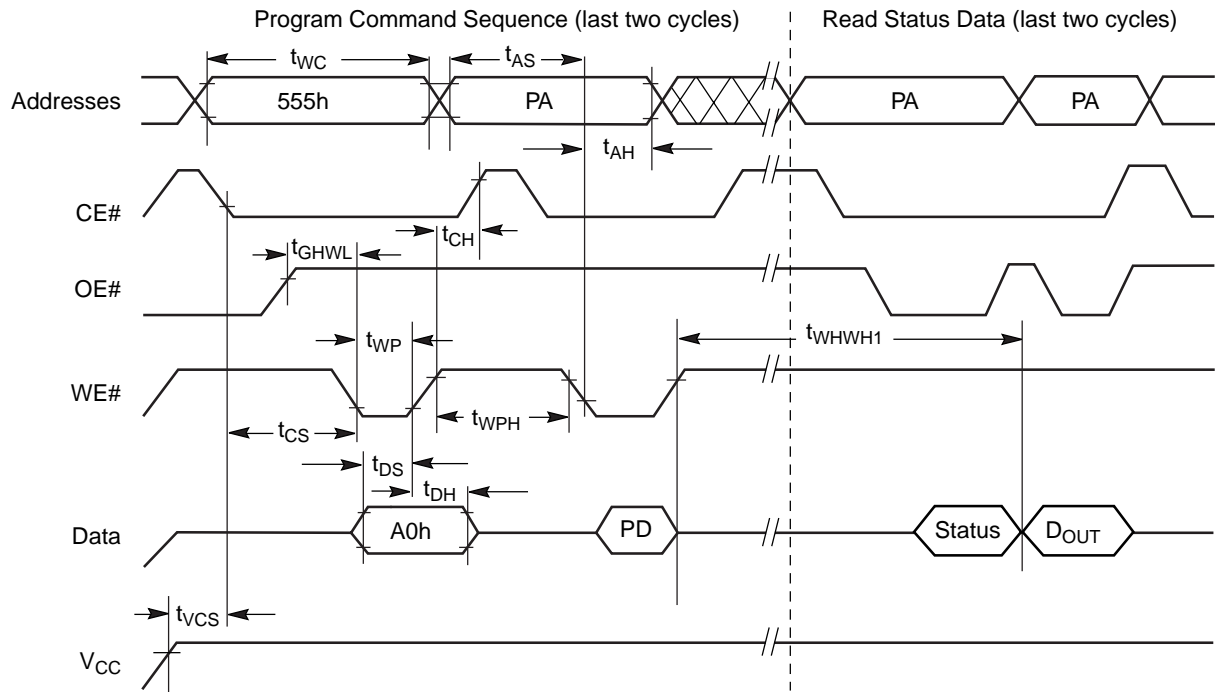 Program Command Sequence (last two cycles)
Read Status Data (last two cycles)
tWC
tAS
Addresses
555h
PA
PA
PA
tAH
CE#
tGHWL
tCH
OE#
tWP
tWHWH1
WE#
tCS
tWPH
tDS
tDH
Data
A0h
PD
Status
DOUT
tVCS
VCC